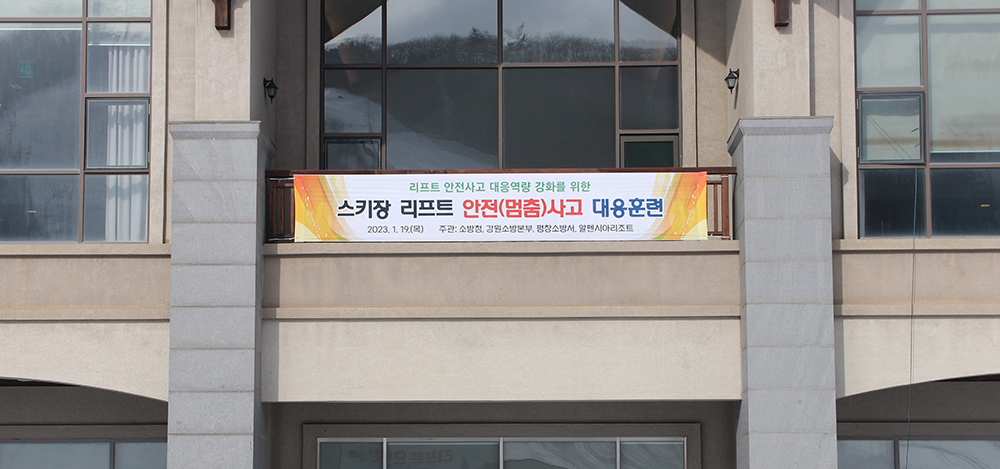 리프트 안전사고 대응역량 강화를 위한
스키장 리프트 안전(멈춤)사고 대응훈련
2023. 1. 19.(목) 주관: 소방청, 강원소방본부, 평창소방서, 알펜시아리조트